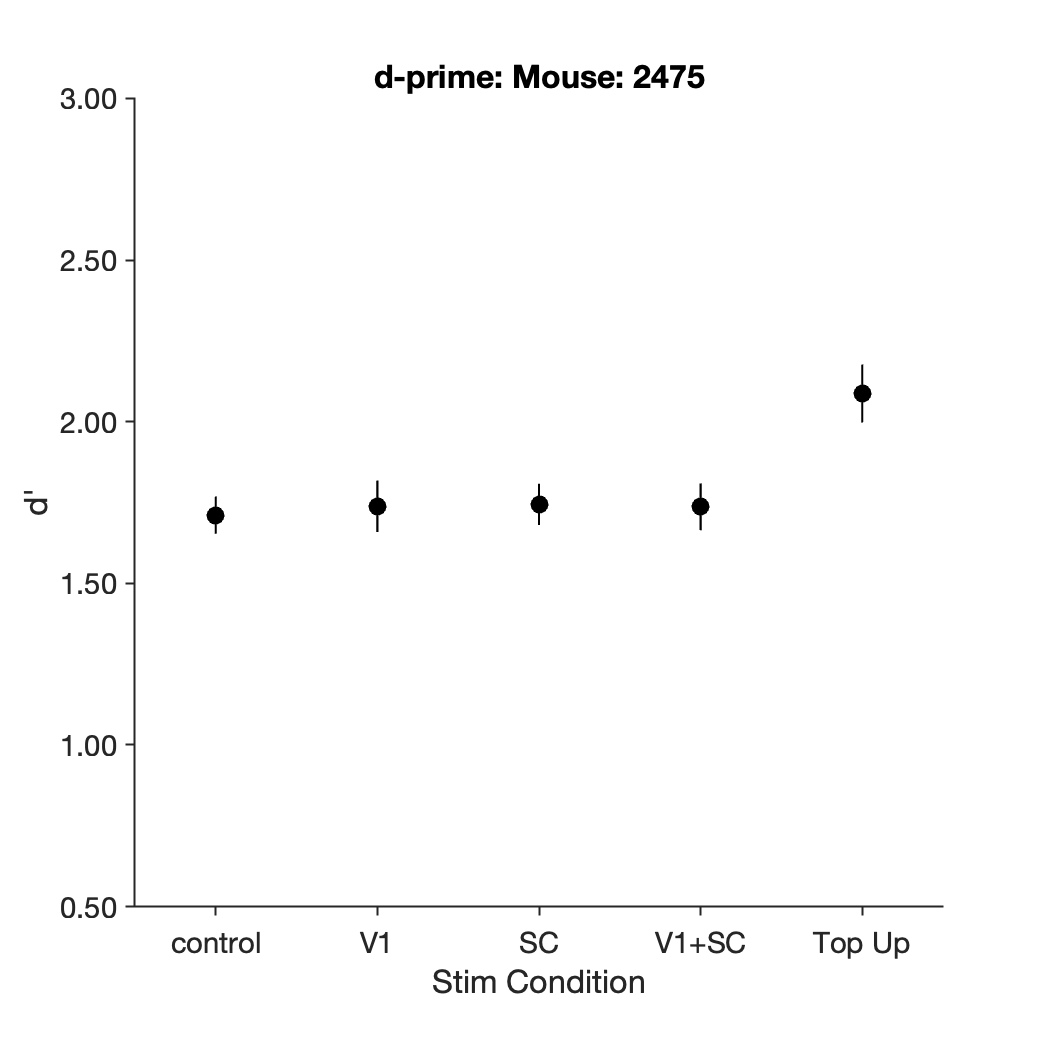 d-prime: Mouse: 2475
3.00
2.50
2.00
1.50
1.00
0.50
d'
control V1 SC V1+SC Top Up
Stim Condition